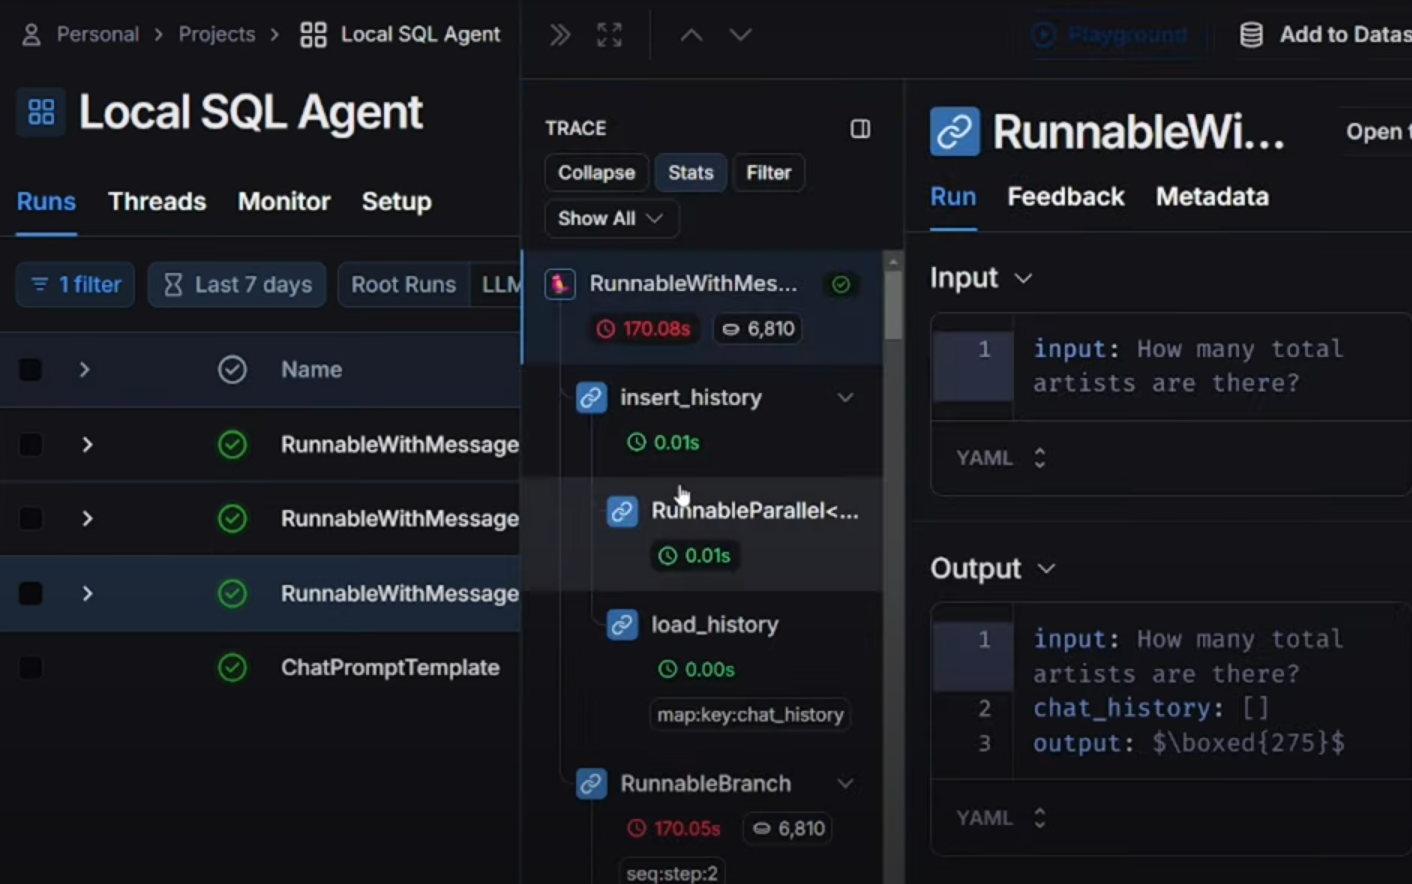 Personal > Projects > Local SQL Agent
Local SQL Agent
Runs Threads Monitor Setup
1 filter Last 7 days Root Runs LLM
Name
RunnableWithMessage
RunnableWithMessage
RunnableWithMessage
ChatPromptTemplate
TRACE
Collapse Stats Filter
Show All
RunnableWithMes...
170.08s 6,810
insert_history
0.01s
RunnableParallel<...
0.01s
load_history
0.00s
map:key:chat_history
RunnableBranch
170.05s 6,810
seq:step:2
Playground Add to Datas
RunnableWi... Open t
Run Feedback Metadata
Input
1 input: How many total
artists are there?
YAML
Output
1 input: How many total
artists are there?
2 chat_history: []
3 output: $\boxed{275}$
YAML